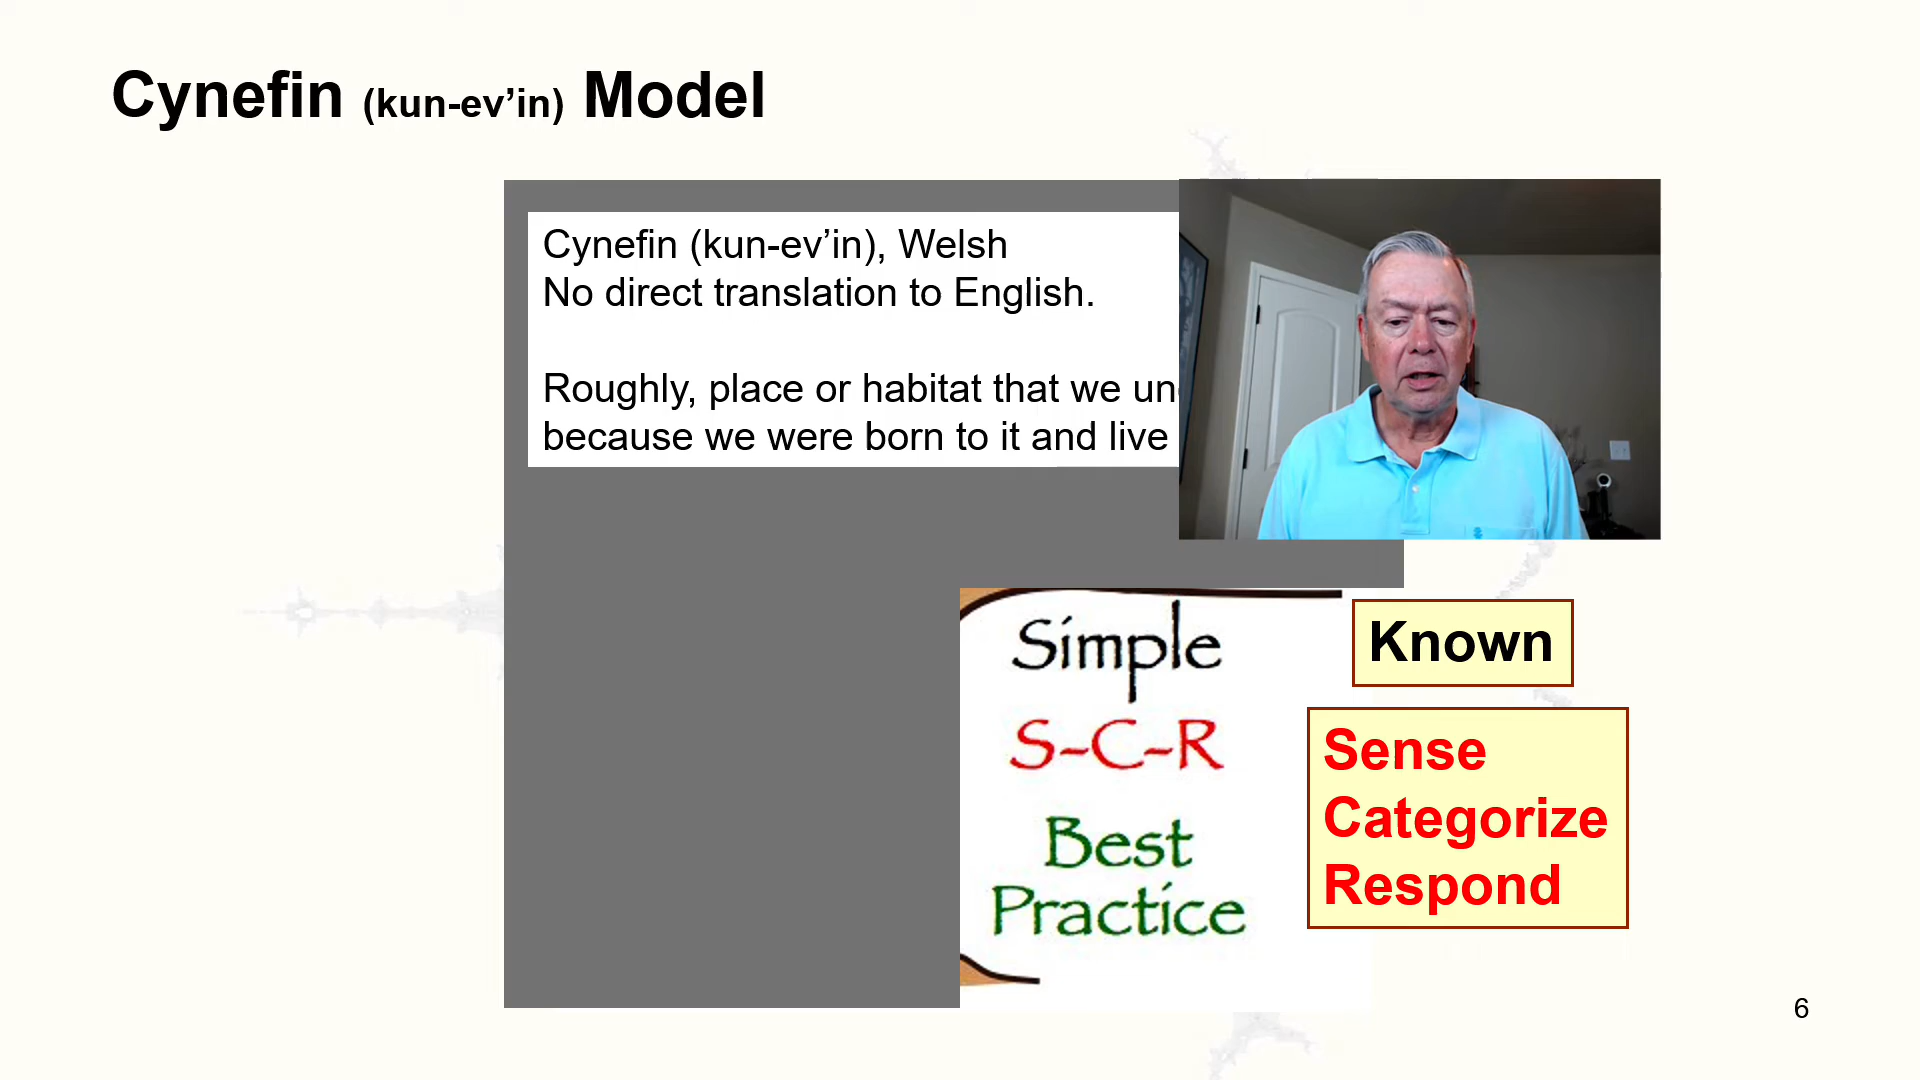 Cynefin (kun-ev’in) Model
Cynefin (kun-ev’in), Welsh
No direct translation to English.
Roughly, place or habitat that we
because we were born to it and live
Simple
S-C-R
Best
Practice
Known
Sense
Categorize
Respond
6